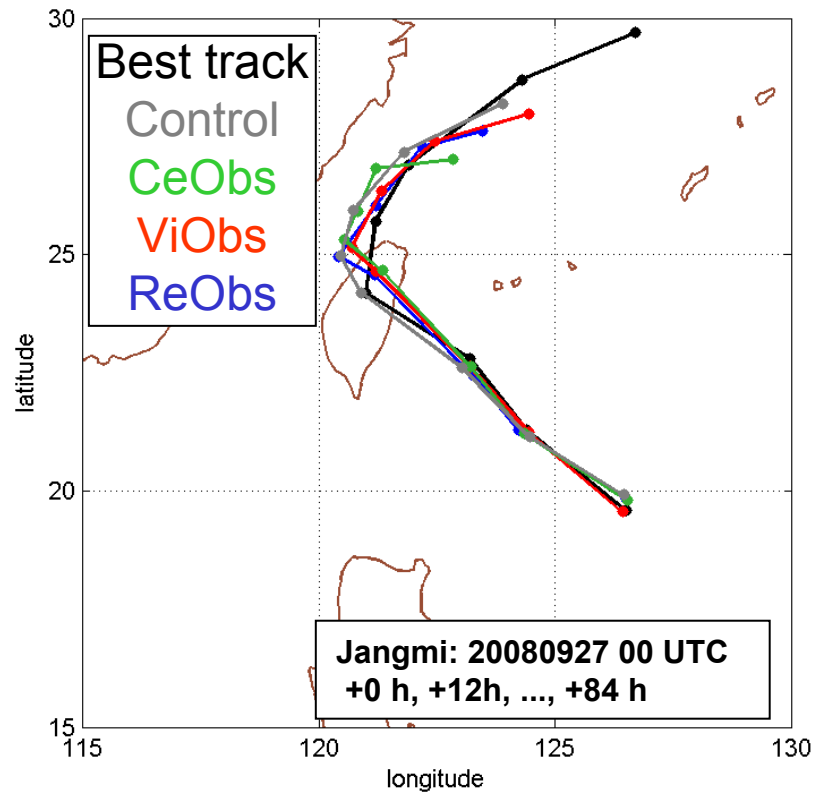 30
Best track
Control
CeObs
ViObs
ReObs
25
latitude
20
Jangmi: 20080927 00 UTC
+0 h, +12h, ..., +84 h
15
115
120
125
130
longitude